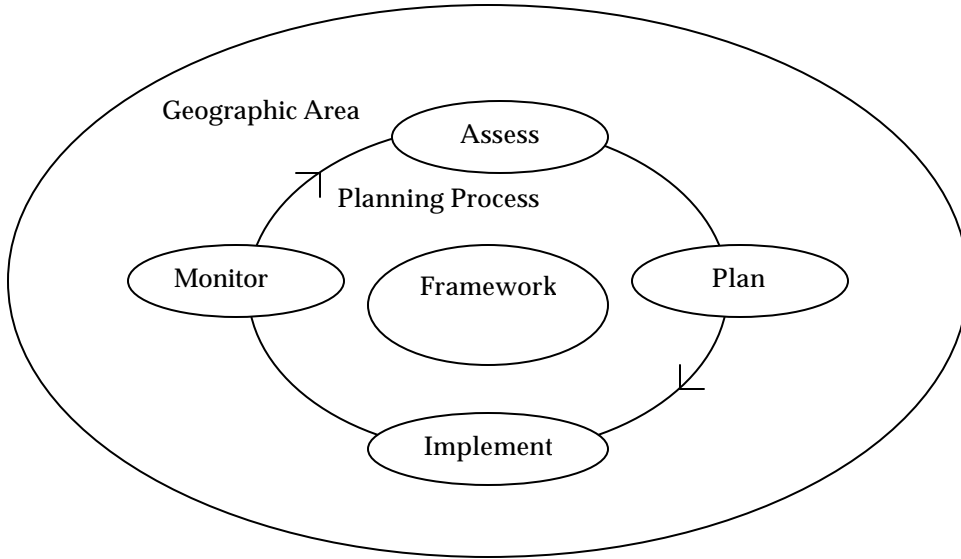 Geographic Area
Assess
Planning Process
Monitor
Framework
Plan
Implement